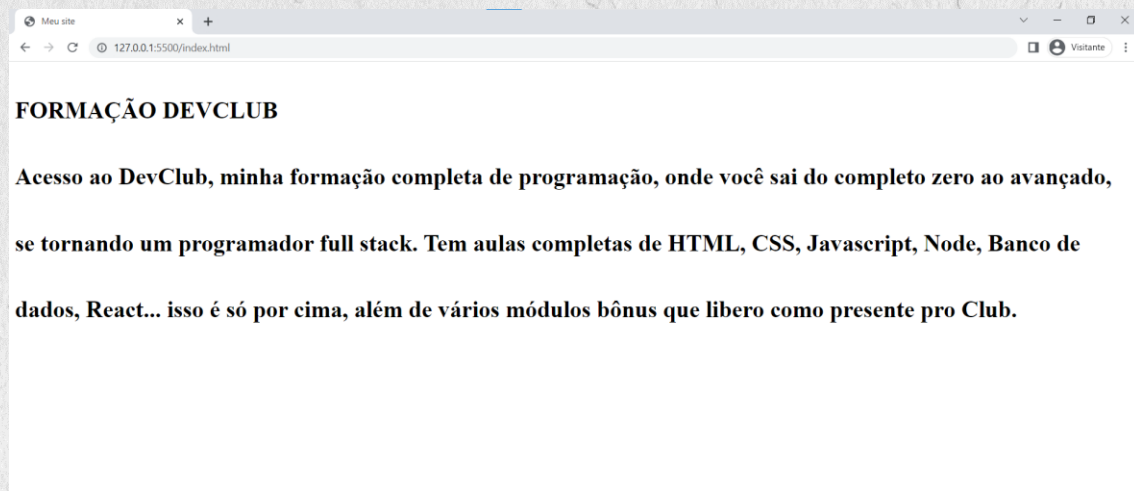 Meu site
127.0.0.1:5500/index.html
Visitante
FORMAÇÃO DEVCLUB
Acesso ao DevClub, minha formação completa de programação, onde você sai do completo zero ao avançado,
se tornando um programador full stack. Tem aulas completas de HTML, CSS, Javascript, Node, Banco de
dados, React... isso é só por cima, além de vários módulos bônus que libero como presente pro Club.